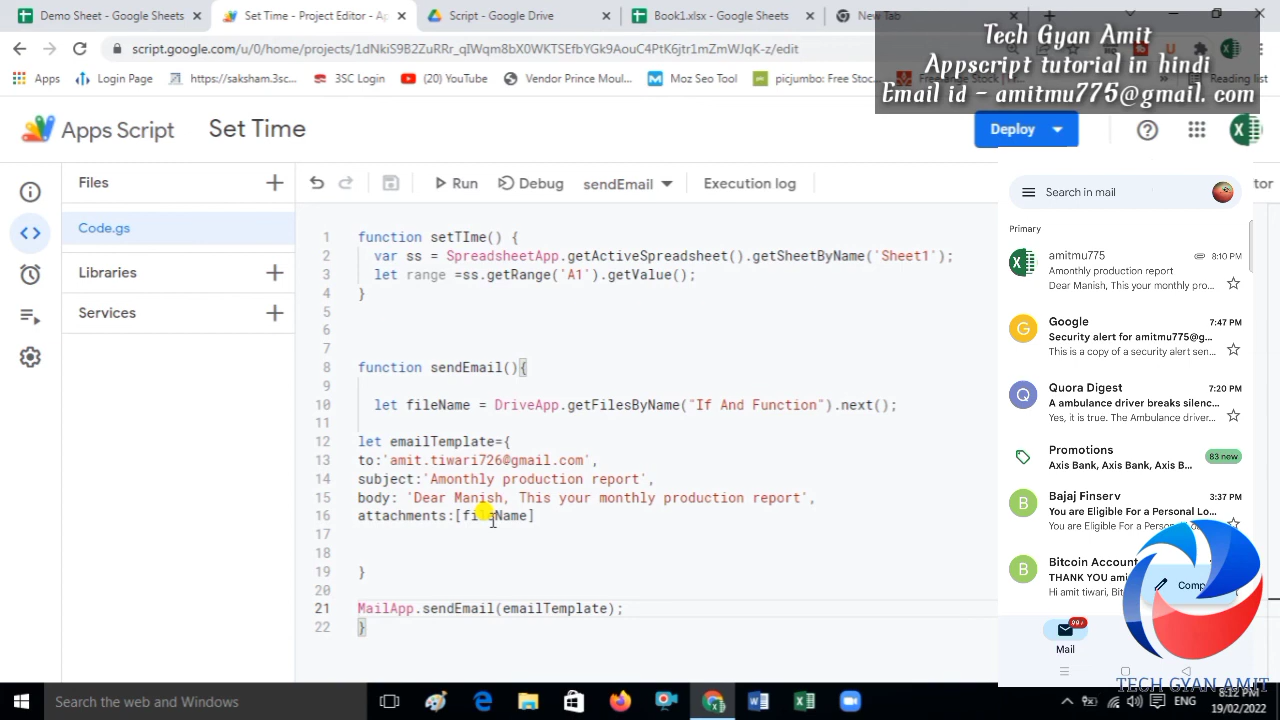 Demo Sheet - Google Sheets
Set Time - Project Editor - Ap
Script - Google Drive
Book1.xlsx - Google Sheets
New Tab
script.google.com/u/0/home/projects/1dNkiS9B2ZuRRr_qIWqm8bX0WKTSEfbYGk9AouC4PtK6jtr1mZmWJqK-z/edit
Apps
Login Page
https://saksham.3sc...
3SC Login
(20) YouTube
Vendor Prince Moul...
Moz Seo Tool
picjumbo: Free Stoc...
Reading list
Tech Gyan Amit
Appscript tutorial in hindi
Email id - amitmu775@gmail. com
Apps Script
Set Time
Deploy
Files
Code.gs
Libraries
Services
Run
Debug
sendEmail
Execution log
1 function setTIme() {
2 var ss = SpreadsheetApp.getActiveSpreadsheet().getSheetByName('Sheet1');
3 let range =ss.getRange('A1').getValue();
4 }
5
6
7
8 function sendEmail(){
9
10 let fileName = DriveApp.getFilesByName("If And Function").next();
11
12 let emailTemplate={
13 to:'amit.tiwari726@gmail.com',
14 subject:'Amonthly production report',
15 body: 'Dear Manish, This your monthly production report',
16 attachments:[fileName]
17
18
19 }
20
21 MailApp.sendEmail(emailTemplate);
22 }
Search in mail
Primary
amitmu775 8:10 PM
Amonthly production report
Dear Manish, This your monthly pro...
Google 7:47 PM
Security alert for amitmu775@g...
This is a copy of a security alert sen...
Quora Digest 7:20 PM
A ambulance driver breaks silenc...
Yes, it is true. The Ambulance driver...
Promotions 83 new
Axis Bank, Axis Bank, Axis B...
Bajaj Finserv 3:37 PM
You are Eligible For a Personal Lo...
You are Eligible For a Personal
Bitcoin Account
THANK YOU ami
Hi amit tiwari, Bit
Comp
99+
Mail
TECH GYAN AMIT
Search the web and Windows
ENG
8:12 PM
19/02/2022